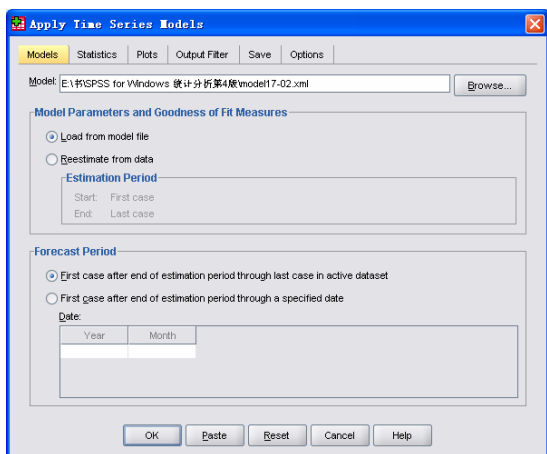 Apply Time Series Models
Models Statistics Plots Output Filter Save Options
Model: E:\书\SPSS for Windows 统计分析第4版\model17-02.xml Browse...
Model Parameters and Goodness of Fit Measures
Load from model file
Reestimate from data
Estimation Period
Start: First case
End: Last case
Forecast Period
First case after end of estimation period through last case in active dataset
First case after end of estimation period through a specified date
Date:
Year Month
OK Paste Reset Cancel Help